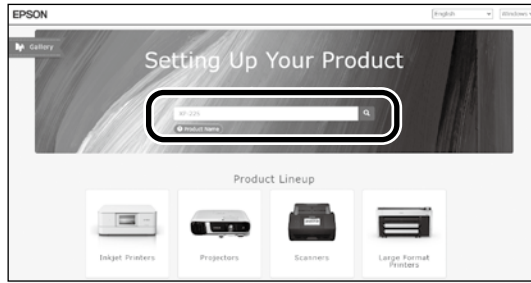 EPSON
English
Windows
Gallery
Setting Up Your Product
XP-225
Product Name
Product Lineup
Inkjet Printers
Projectors
Scanners
Large Format
Printers